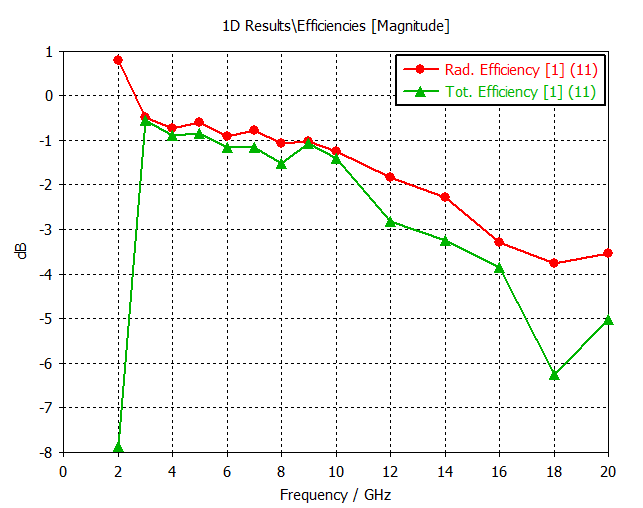 1D Results\Efficiencies [Magnitude]
Rad. Efficiency [1] (11)
Tot. Efficiency [1] (11)
1
0
-1
-2
-3
-4
-5
-6
-7
-8
dB
0 2 4 6 8 10 12 14 16 18 20
Frequency / GHz